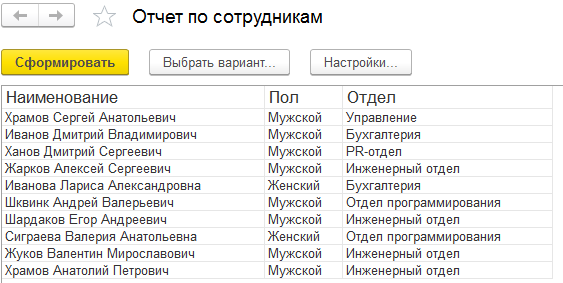 Отчет по сотрудникам
Сформировать Выбрать вариант... Настройки...
Наименование Пол Отдел
Храмов Сергей Анатольевич Мужской Управление
Иванов Дмитрий Владимирович Мужской Бухгалтерия
Ханов Дмитрий Сергеевич Мужской PR-отдел
Жарков Алексей Сергеевич Мужской Инженерный отдел
Иванова Лариса Александровна Женский Бухгалтерия
Шквинк Андрей Валерьевич Мужской Отдел программирования
Шардаков Егор Андреевич Мужской Инженерный отдел
Сиграева Валерия Анатольевна Женский Отдел программирования
Жуков Валентин Мирославович Мужской Инженерный отдел
Храмов Анатолий Петрович Мужской Инженерный отдел